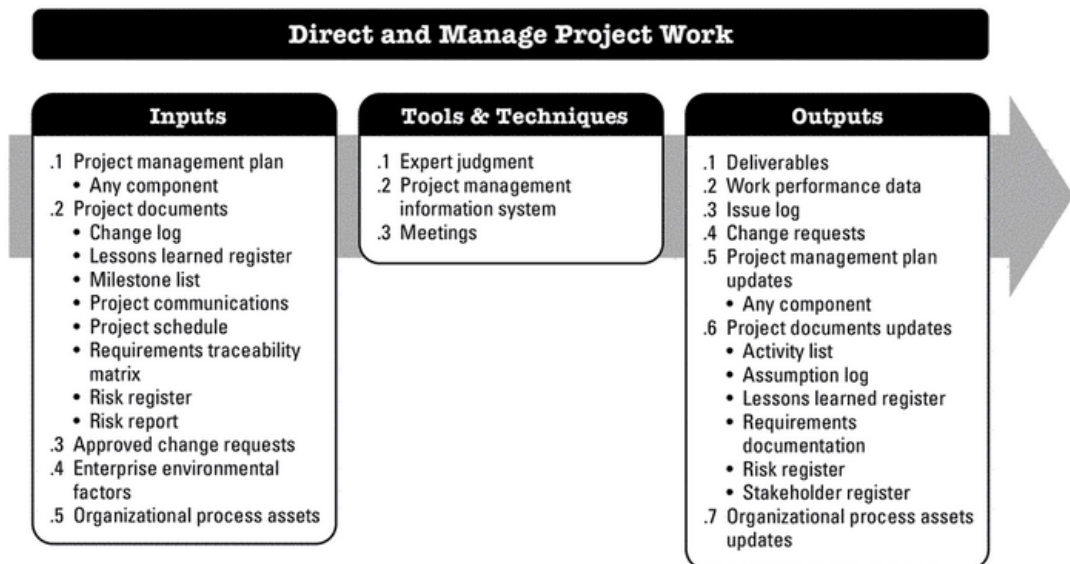 Direct and Manage Project Work
Inputs
.1 Project management plan
• Any component
.2 Project documents
• Change log
• Lessons learned register
• Milestone list
• Project communications
• Project schedule
• Requirements traceability
matrix
• Risk register
• Risk report
.3 Approved change requests
.4 Enterprise environmental
factors
.5 Organizational process assets
Tools & Techniques
.1 Expert judgment
.2 Project management
information system
.3 Meetings
Outputs
.1 Deliverables
.2 Work performance data
.3 Issue log
.4 Change requests
.5 Project management plan
updates
• Any component
.6 Project documents updates
• Activity list
• Assumption log
• Lessons learned register
• Requirements
documentation
• Risk register
• Stakeholder register
.7 Organizational process assets
updates